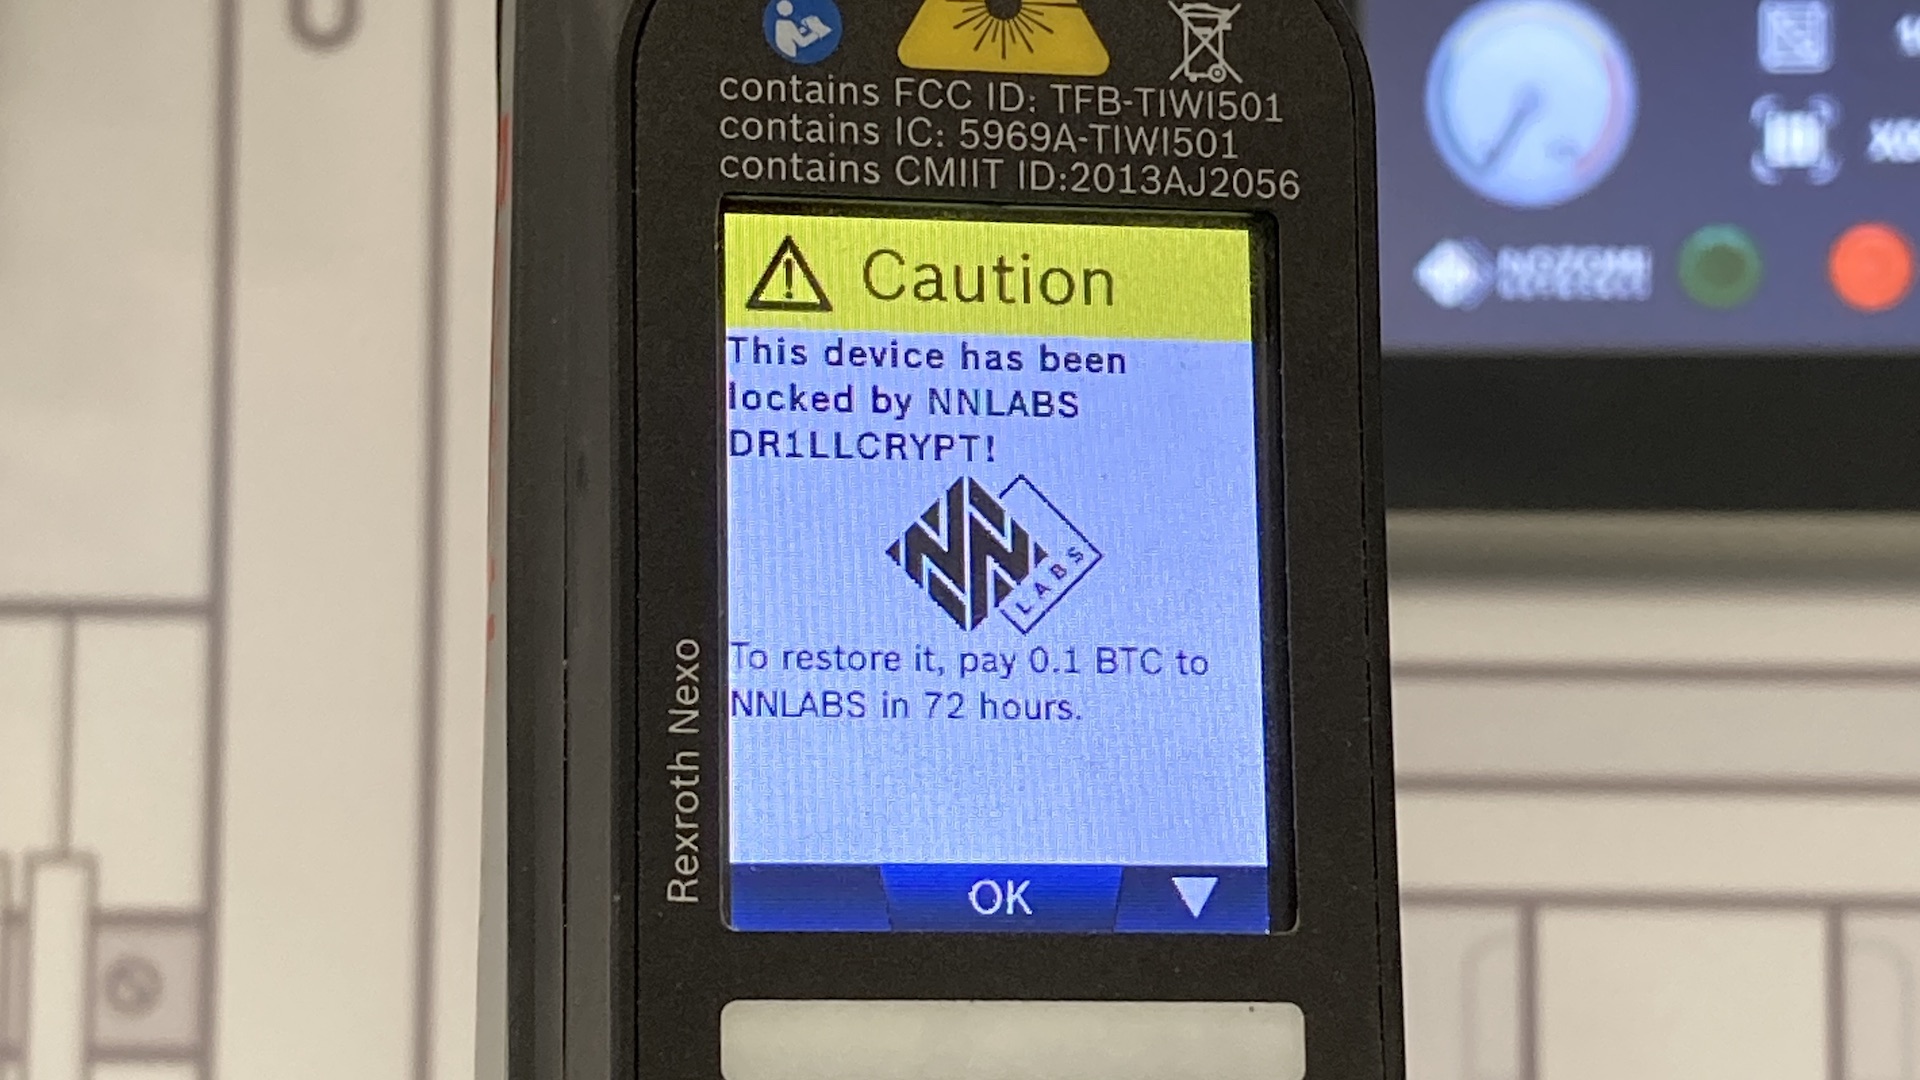 contains FCC ID: TFB-TIWI501
contains IC: 5969A-TIWI501
contains CMIIT ID:2013AJ2056
Caution
This device has been
locked by NNLABS
DR1LLCRYPT!
NN
LABS
To restore it, pay 0.1 BTC to
NNLABS in 72 hours.
OK
Rexroth Nexo
NOZOMI